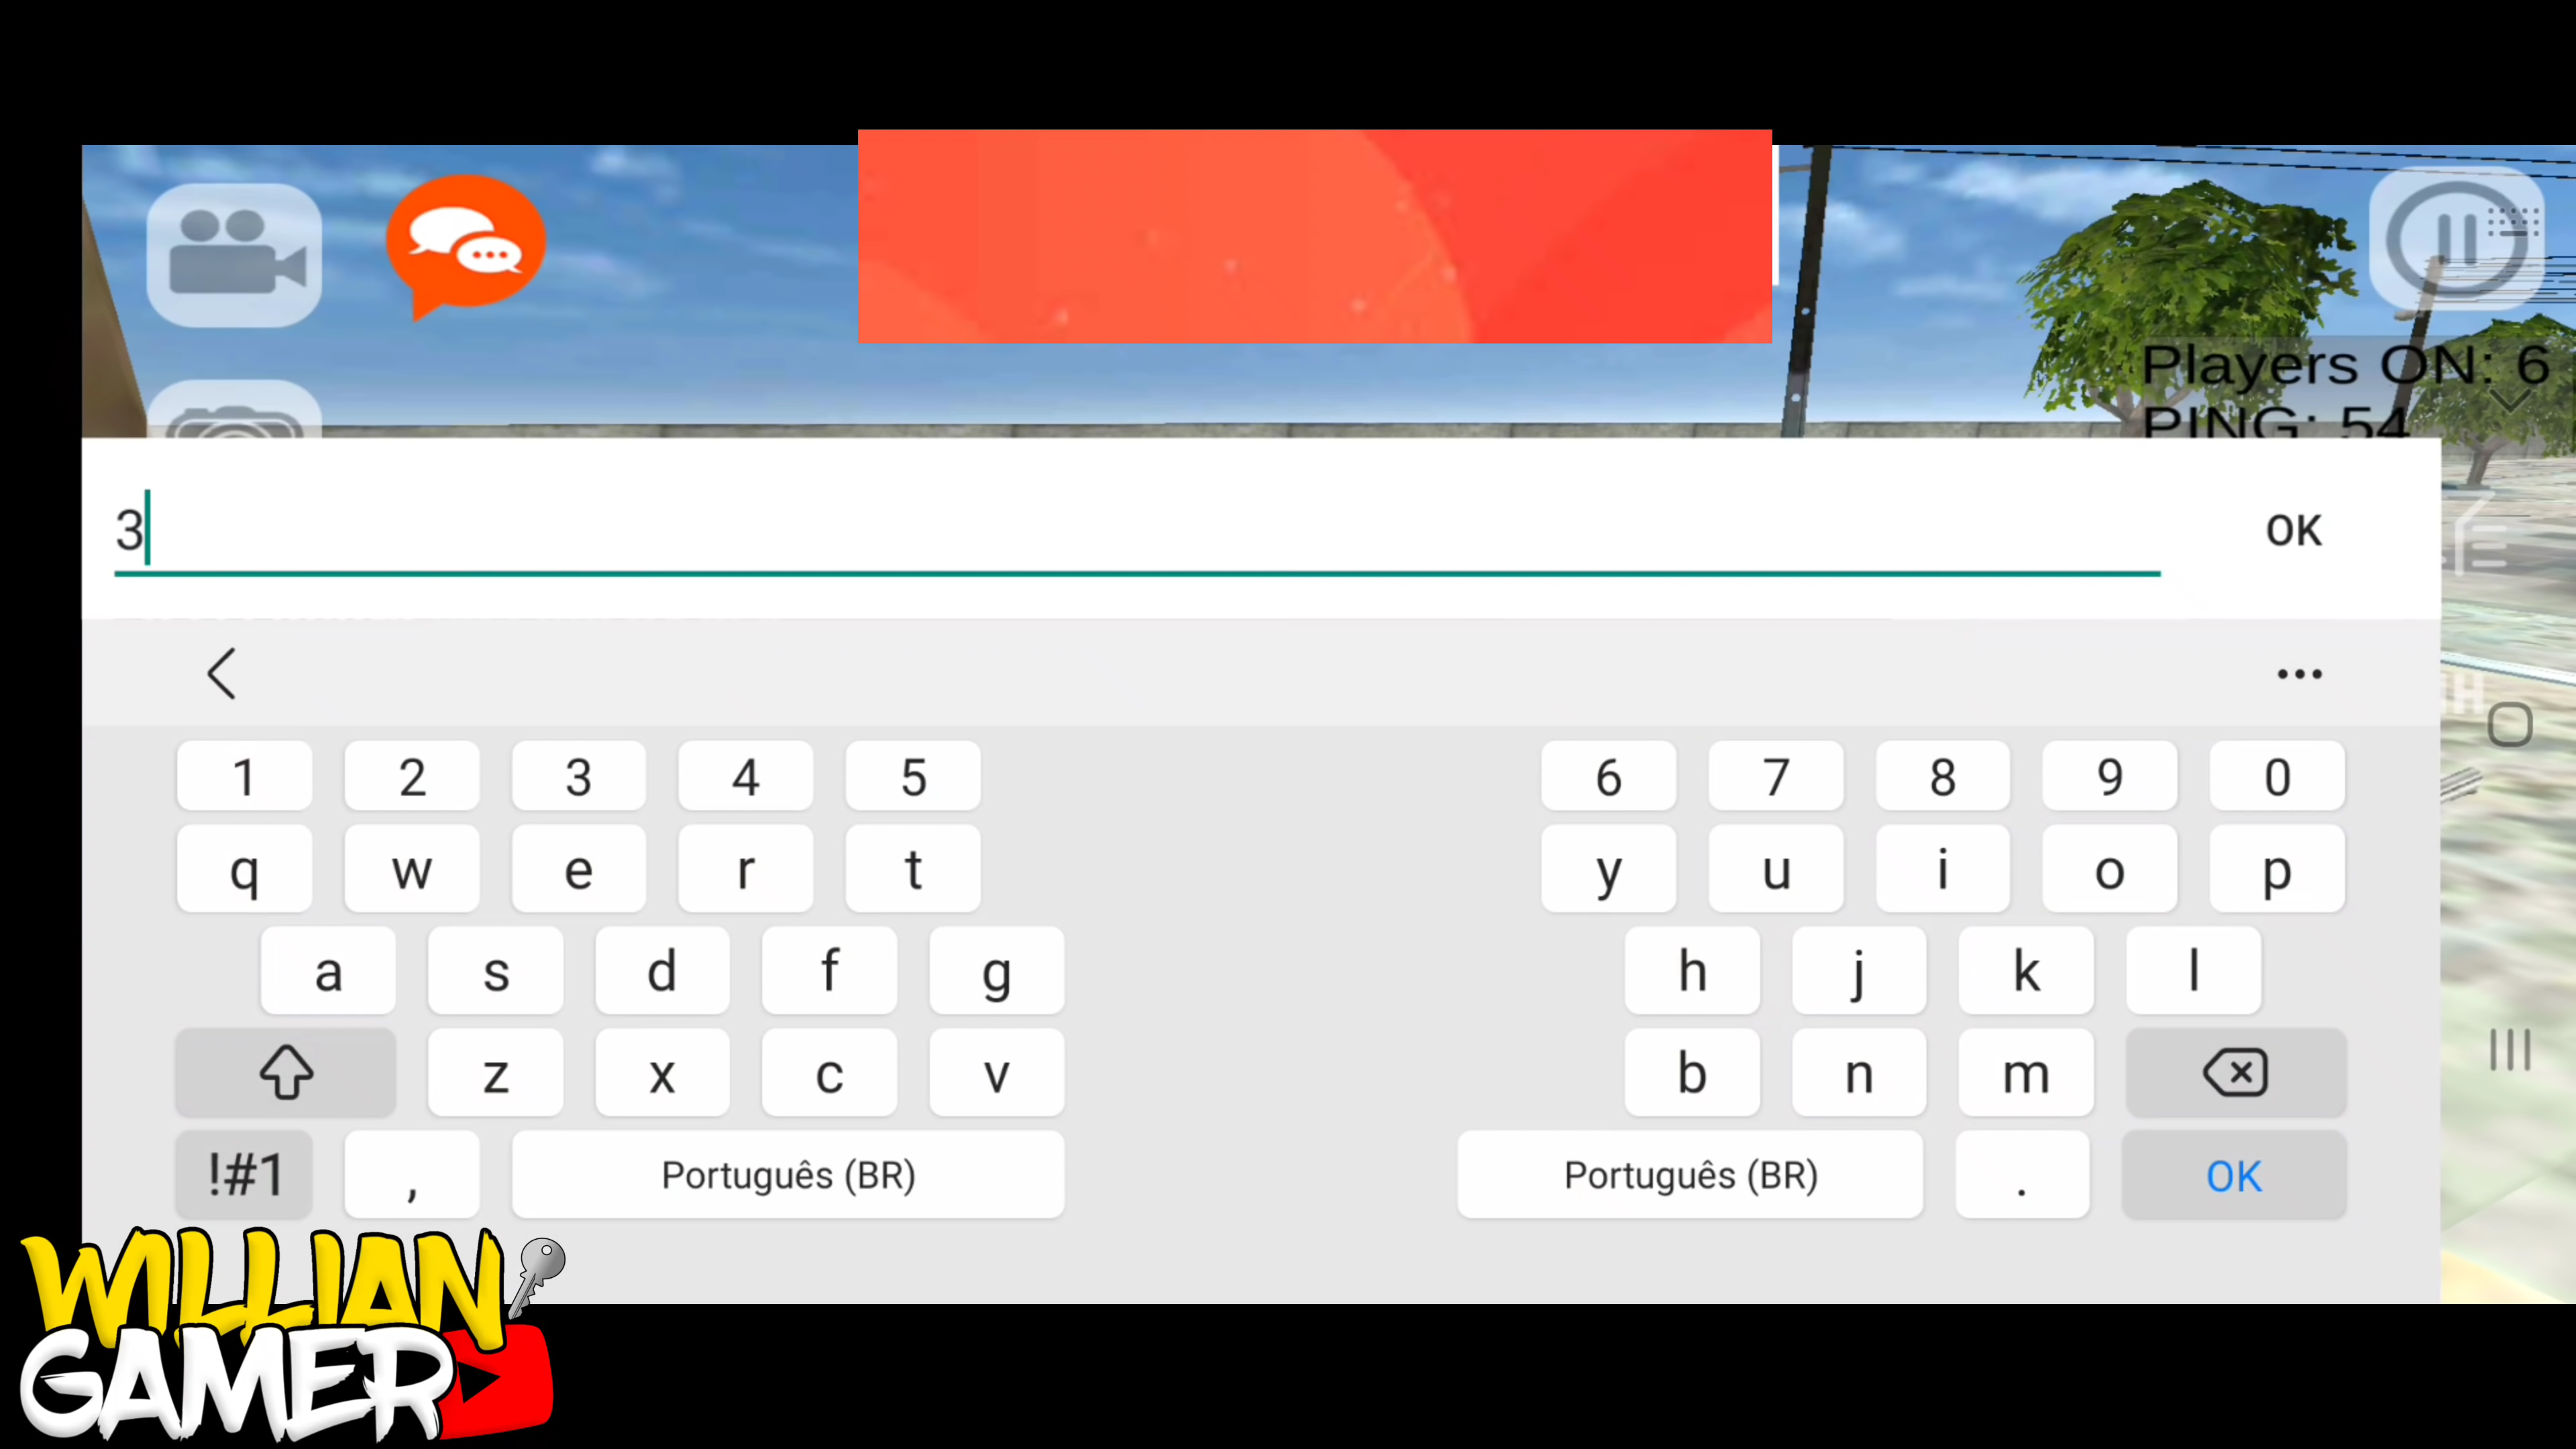 Players ON: 6
PING: 54
3
OK
1 2 3 4 5 6 7 8 9 0
q w e r t y u i o p
a s d f g h j k l
z x c v b n m
!#1 , Português (BR) Português (BR) . OK
WILLIAN
GAMER